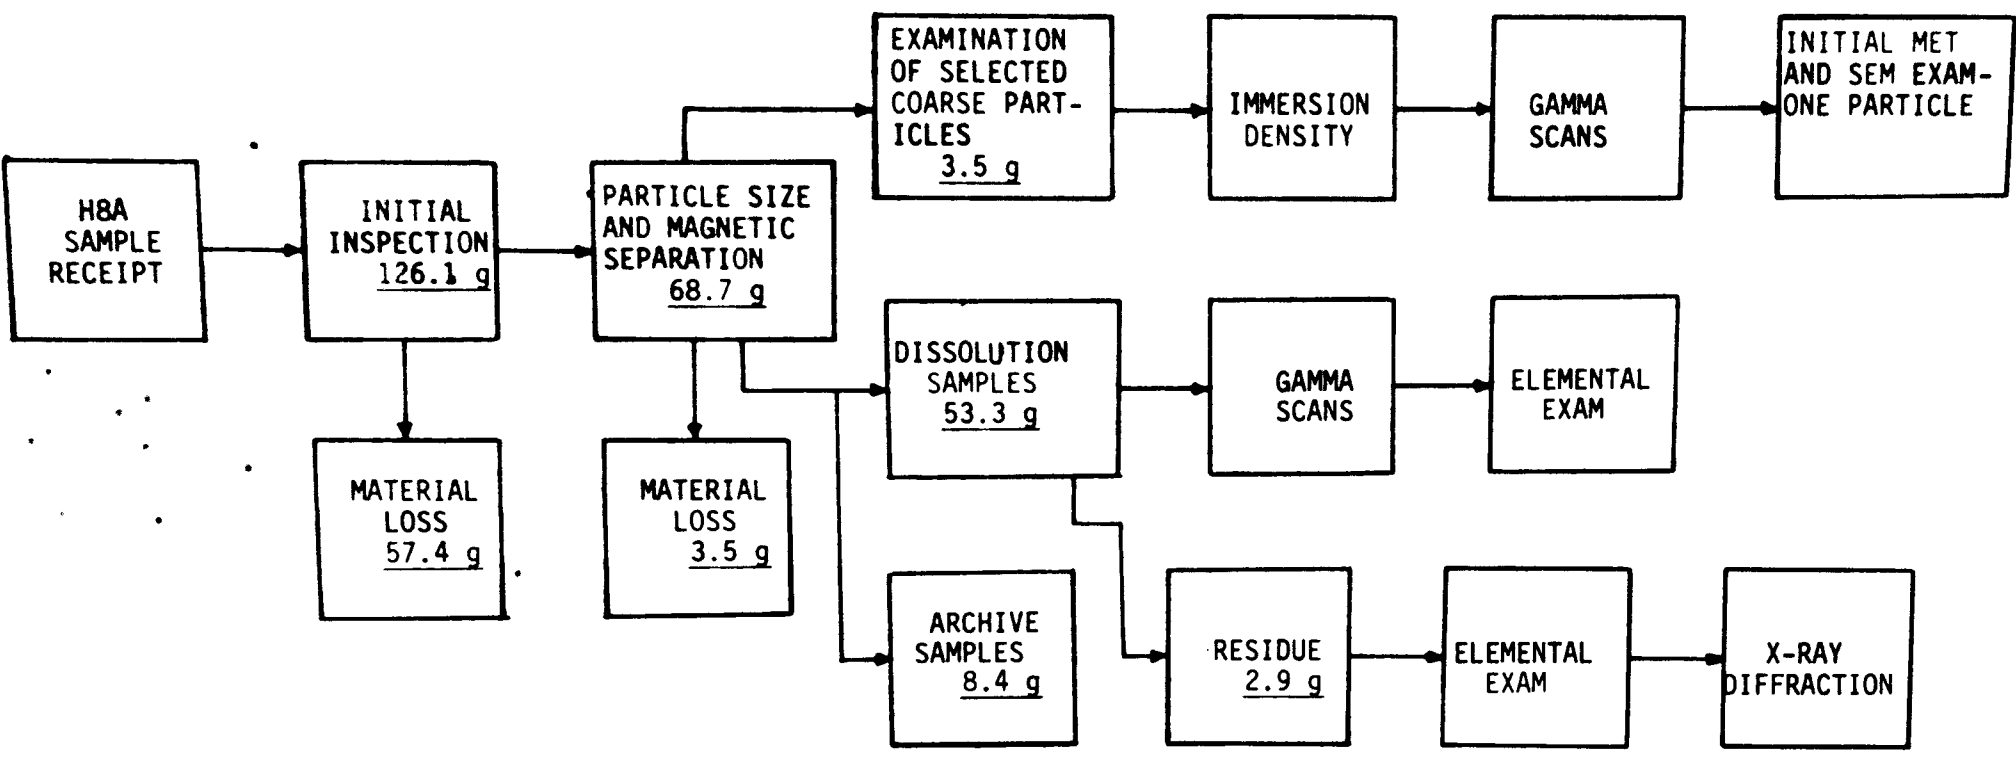 H8A
SAMPLE
RECEIPT
INITIAL
INSPECTION
126.1 g
MATERIAL
LOSS
57.4 g
PARTICLE SIZE
AND MAGNETIC
SEPARATION
68.7 g
MATERIAL
LOSS
3.5 g
EXAMINATION
OF SELECTED
COARSE PART-
ICLES
3.5 g
IMMERSION
DENSITY
GAMMA
SCANS
INITIAL MET
AND SEM EXAM-
ONE PARTICLE
DISSOLUTION
SAMPLES
53.3 g
GAMMA
SCANS
ELEMENTAL
EXAM
ARCHIVE
SAMPLES
8.4 g
RESIDUE
2.9 g
ELEMENTAL
EXAM
X-RAY
DIFFRACTION